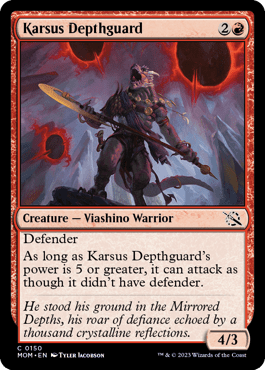 Karsus Depthguard 2
Creature — Viashino Warrior
Defender
As long as Karsus Depthguard's
power is 5 or greater, it can attack as
though it didn't have defender.
He stood his ground in the Mirrored
Depths, his roar of defiance echoed by a
thousand crystalline reflections.
4/3
C 0150
MOM • EN Tyler Jacobson
™ & © 2023 Wizards of the Coast